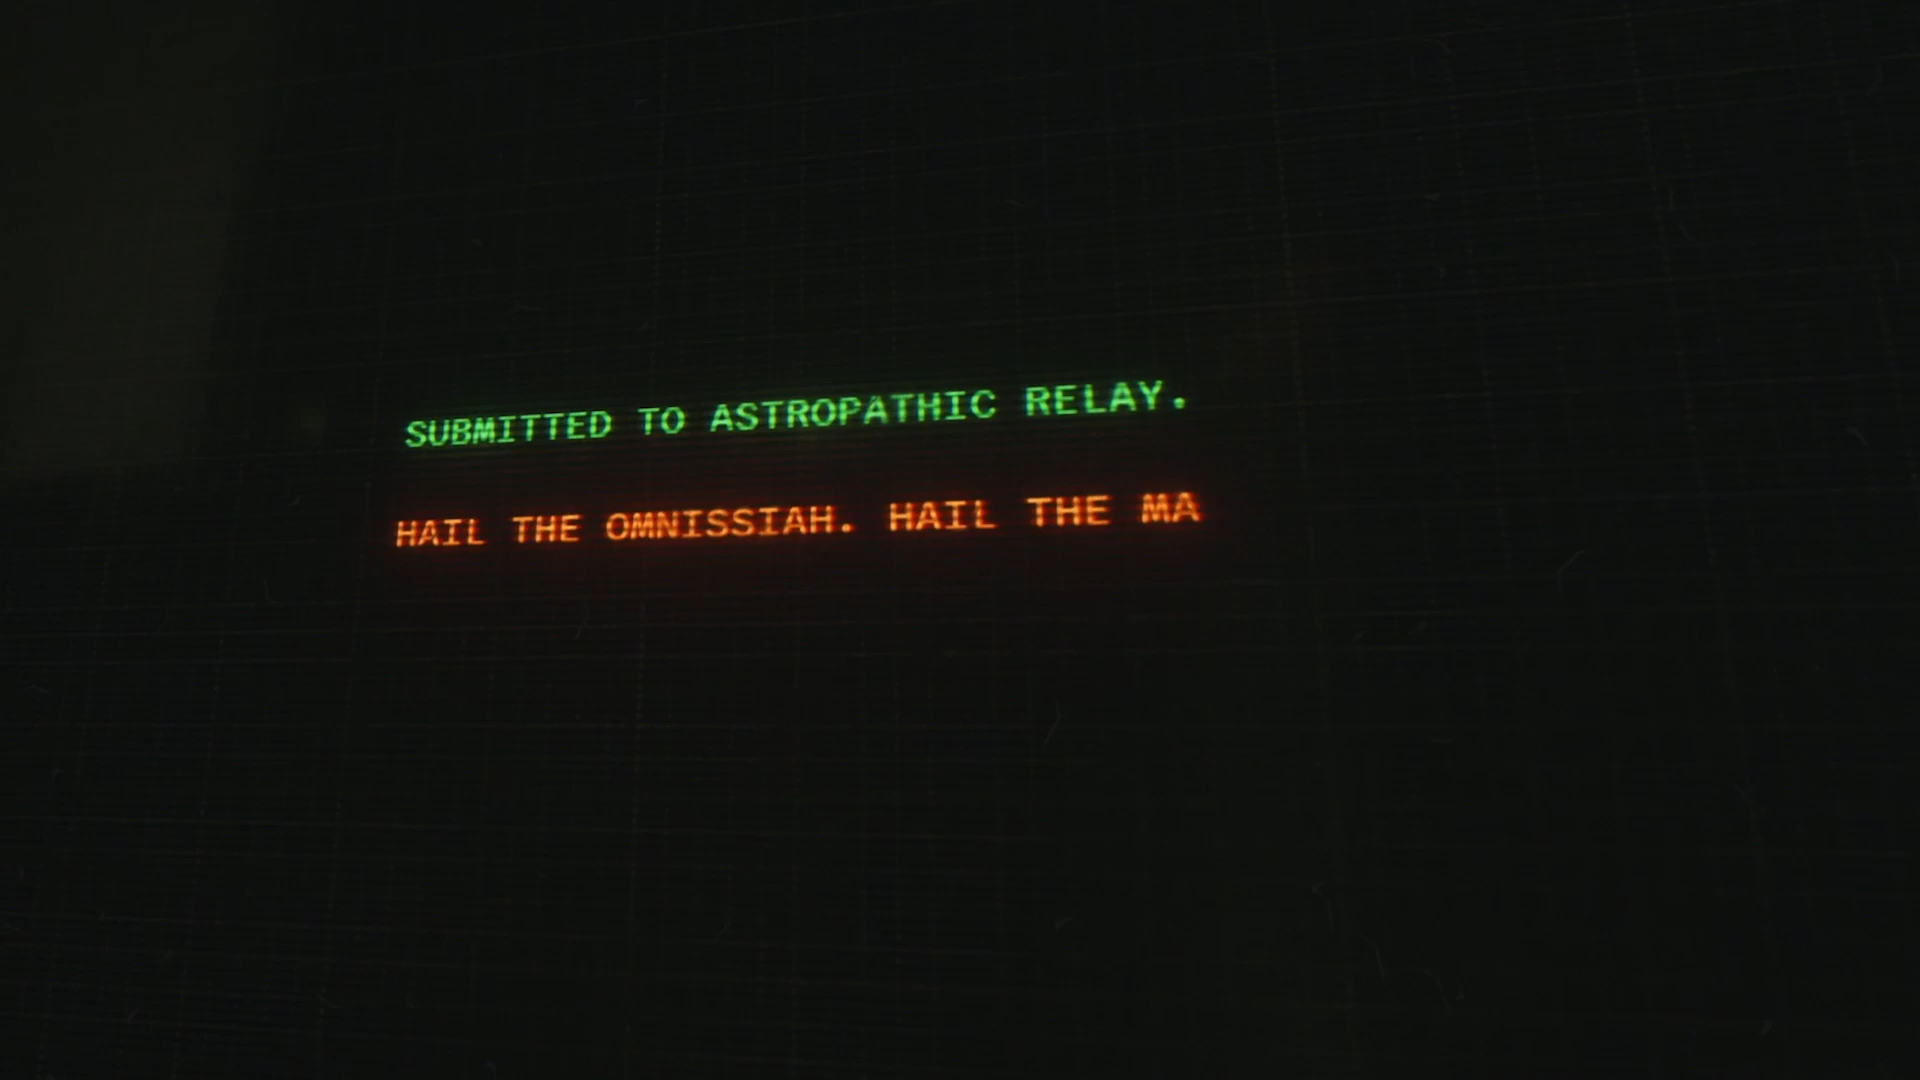 SUBMITTED TO ASTROPATHIC RELAY.
HAIL THE OMNISSIAH. HAIL THE MA